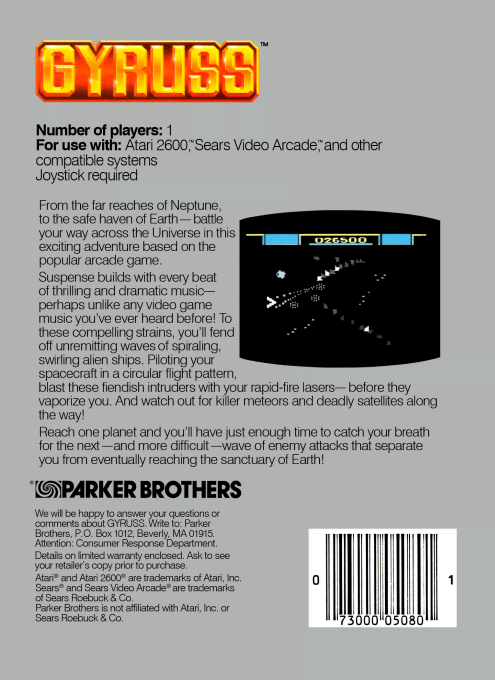 GYRUSS™
Number of players: 1
For use with: Atari 2600,™ Sears Video Arcade,™ and other
compatible systems
Joystick required
From the far reaches of Neptune,
to the safe haven of Earth—battle
your way across the Universe in this
exciting adventure based on the
popular arcade game.
Suspense builds with every beat
of thrilling and dramatic music—
perhaps unlike any video game
music you've ever heard before! To
these compelling strains, you'll fend
off unremitting waves of spiraling,
swirling alien ships. Piloting your
spacecraft in a circular flight pattern,
blast these fiendish intruders with your rapid-fire lasers—before they
vaporize you. And watch out for killer meteors and deadly satellites along
the way!
Reach one planet and you'll have just enough time to catch your breath
for the next—and more difficult—wave of enemy attacks that separate
you from eventually reaching the sanctuary of Earth!
026500
® PARKER BROTHERS
We will be happy to answer your questions or
comments about GYRUSS. Write to: Parker
Brothers, P.O. Box 1012, Beverly, MA 01915.
Attention: Consumer Response Department.
Details on limited warranty enclosed. Ask to see
your retailer's copy prior to purchase.
Atari® and Atari 2600® are trademarks of Atari, Inc.
Sears® and Sears Video Arcade® are trademarks
of Sears Roebuck & Co.
Parker Brothers is not affiliated with Atari, Inc. or
Sears Roebuck & Co.
0 73000 05080 1